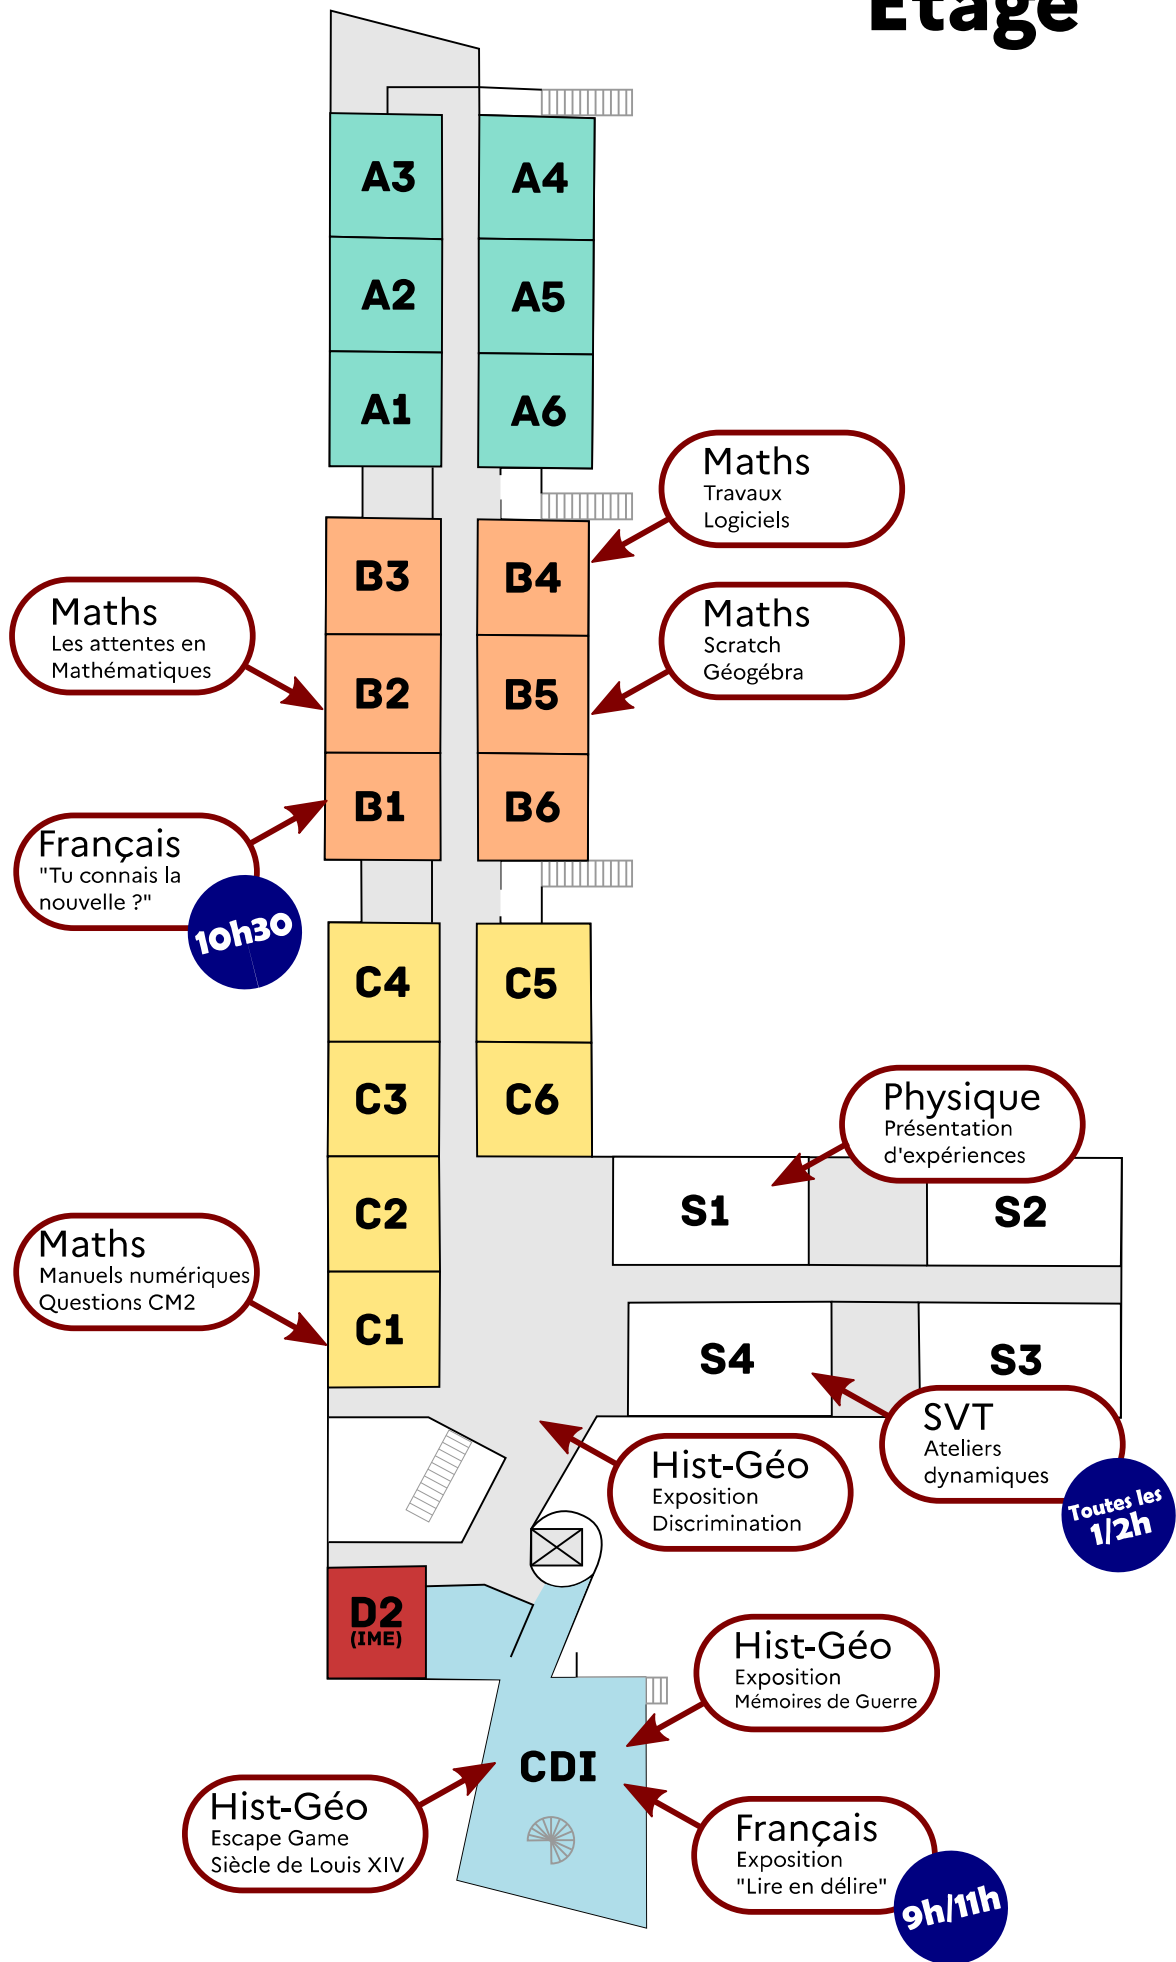 Etage
A3
A4
A2
A5
A1
A6
Maths
Travaux
Logiciels
B3
B4
Maths
Les attentes en
Mathématiques
Maths
Scratch
Géogébra
B2
B5
B1
B6
Français
"Tu connais la
nouvelle ?"
10h30
C4
C5
C3
C6
Physique
Présentation
d'expériences
C2
S1
S2
Maths
Manuels numériques
Questions CM2
C1
S4
S3
SVT
Ateliers
dynamiques
Toutes les
1/2h
Hist-Géo
Exposition
Discrimination
D2
(IME)
Hist-Géo
Exposition
Mémoires de Guerre
CDI
Hist-Géo
Escape Game
Siècle de Louis XIV
Français
Exposition
"Lire en délire"
9h/11h